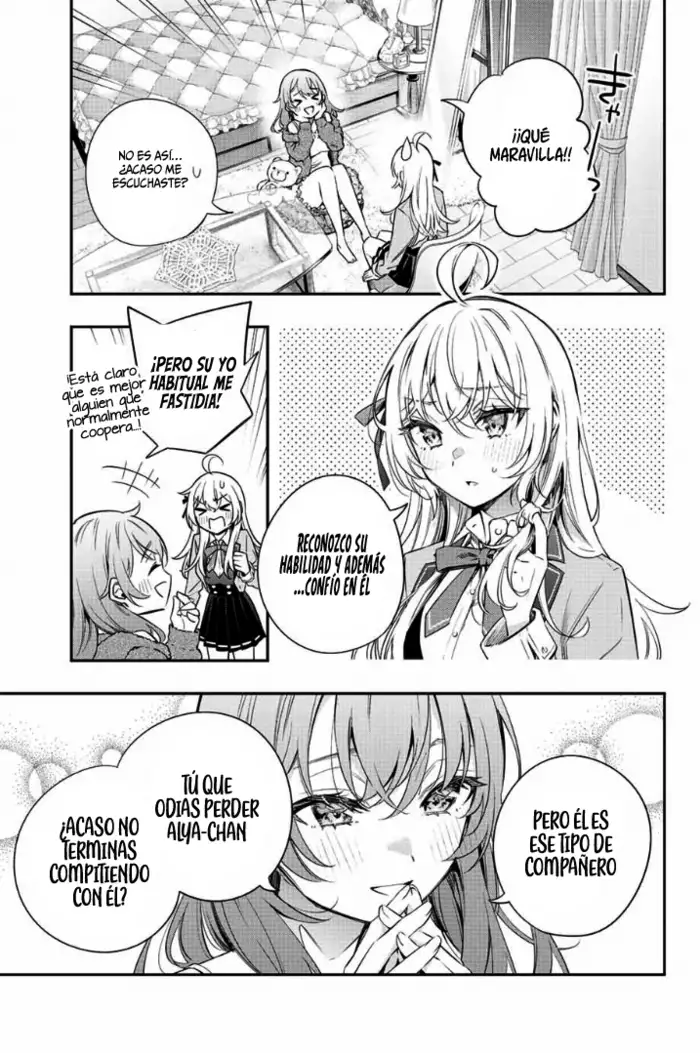 ¡¡QUÉ
MARAVILLA!!
NO ES ASÍ...
¿ACASO ME
ESCUCHASTE?
RECONOZCO SU
HABILIDAD Y ADEMÁS
...CONFÍO EN ÉL
¡PERO SU YO
HABITUAL ME
FASTIDIA!
¡Está claro,
que es mejor
alguien que
normalmente
coopera..!
PERO ÉL ES
ESE TIPO DE
COMPAÑERO
TÚ QUE
ODIAS PERDER
ALYA-CHAN
¿ACASO NO
TERMINAS
COMPITIENDO
CON ÉL?